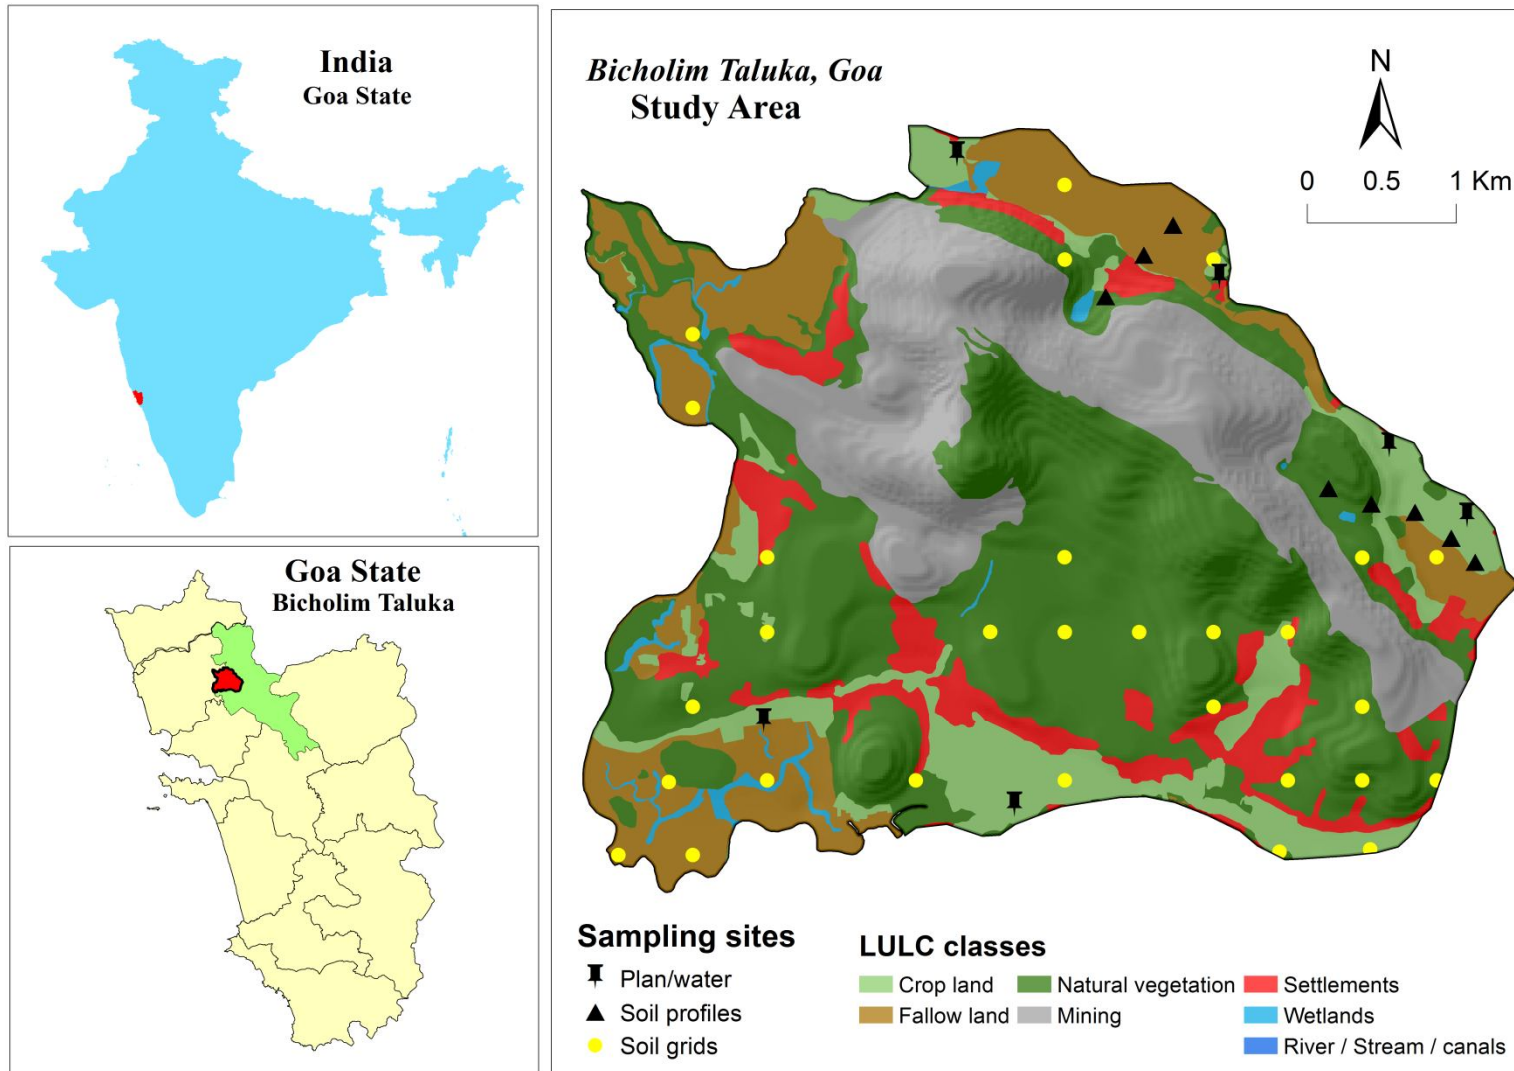 India
Goa State
Goa State
Bicholim Taluka
Bicholim Taluka, Goa
Study Area
N
0 0.5 1 Km
Sampling sites
Plan/water
Soil profiles
Soil grids
LULC classes
Crop land Natural vegetation Settlements
Fallow land Mining Wetlands
River / Stream / canals